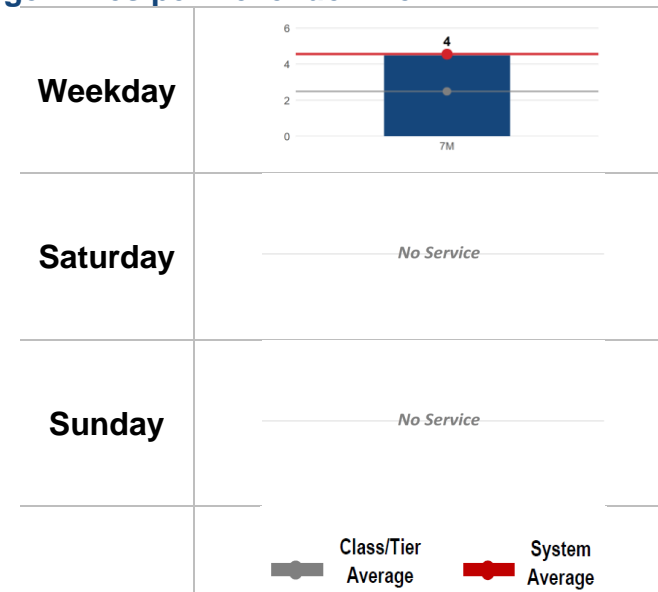 Weekday
6
4
4
2
0
7M
Saturday
No Service
Sunday
No Service
Class/Tier
Average
System
Average